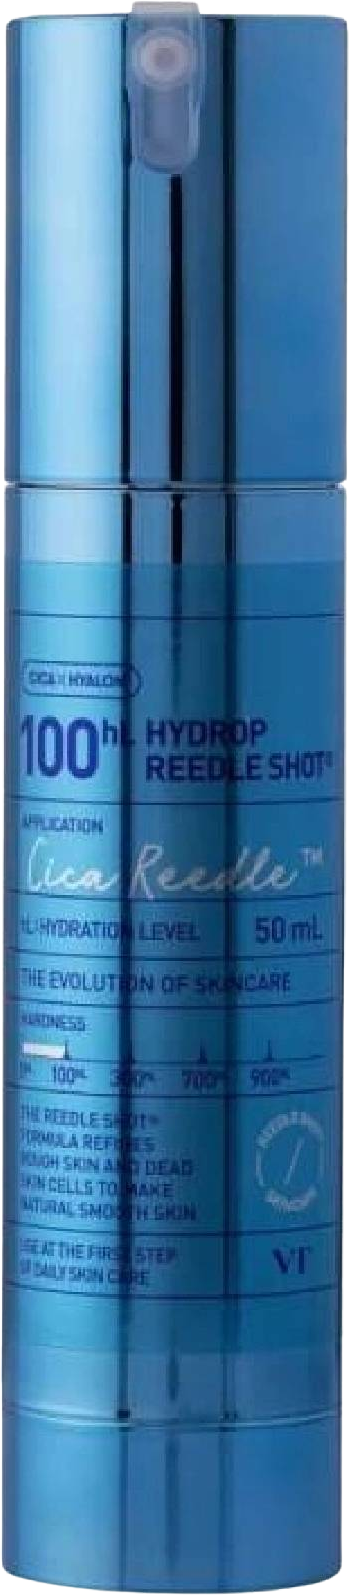 CICA X HYALON
100hL HYDROP
REEDLE SHOT®
APPLICATION
Cica Reedle™
hL: HYDRATION LEVEL 50 mL
THE EVOLUTION OF SKINCARE
HARDNESS
100hL 300hL 700hL 900hL
THE REEDLE SHOT®
FORMULA REFINES
ROUGH SKIN AND DEAD
SKIN CELLS TO MAKE
NATURAL SMOOTH SKIN
REEDLE SHOT
USE AT THE FIRST STEP
OF DAILY SKIN CARE
VT